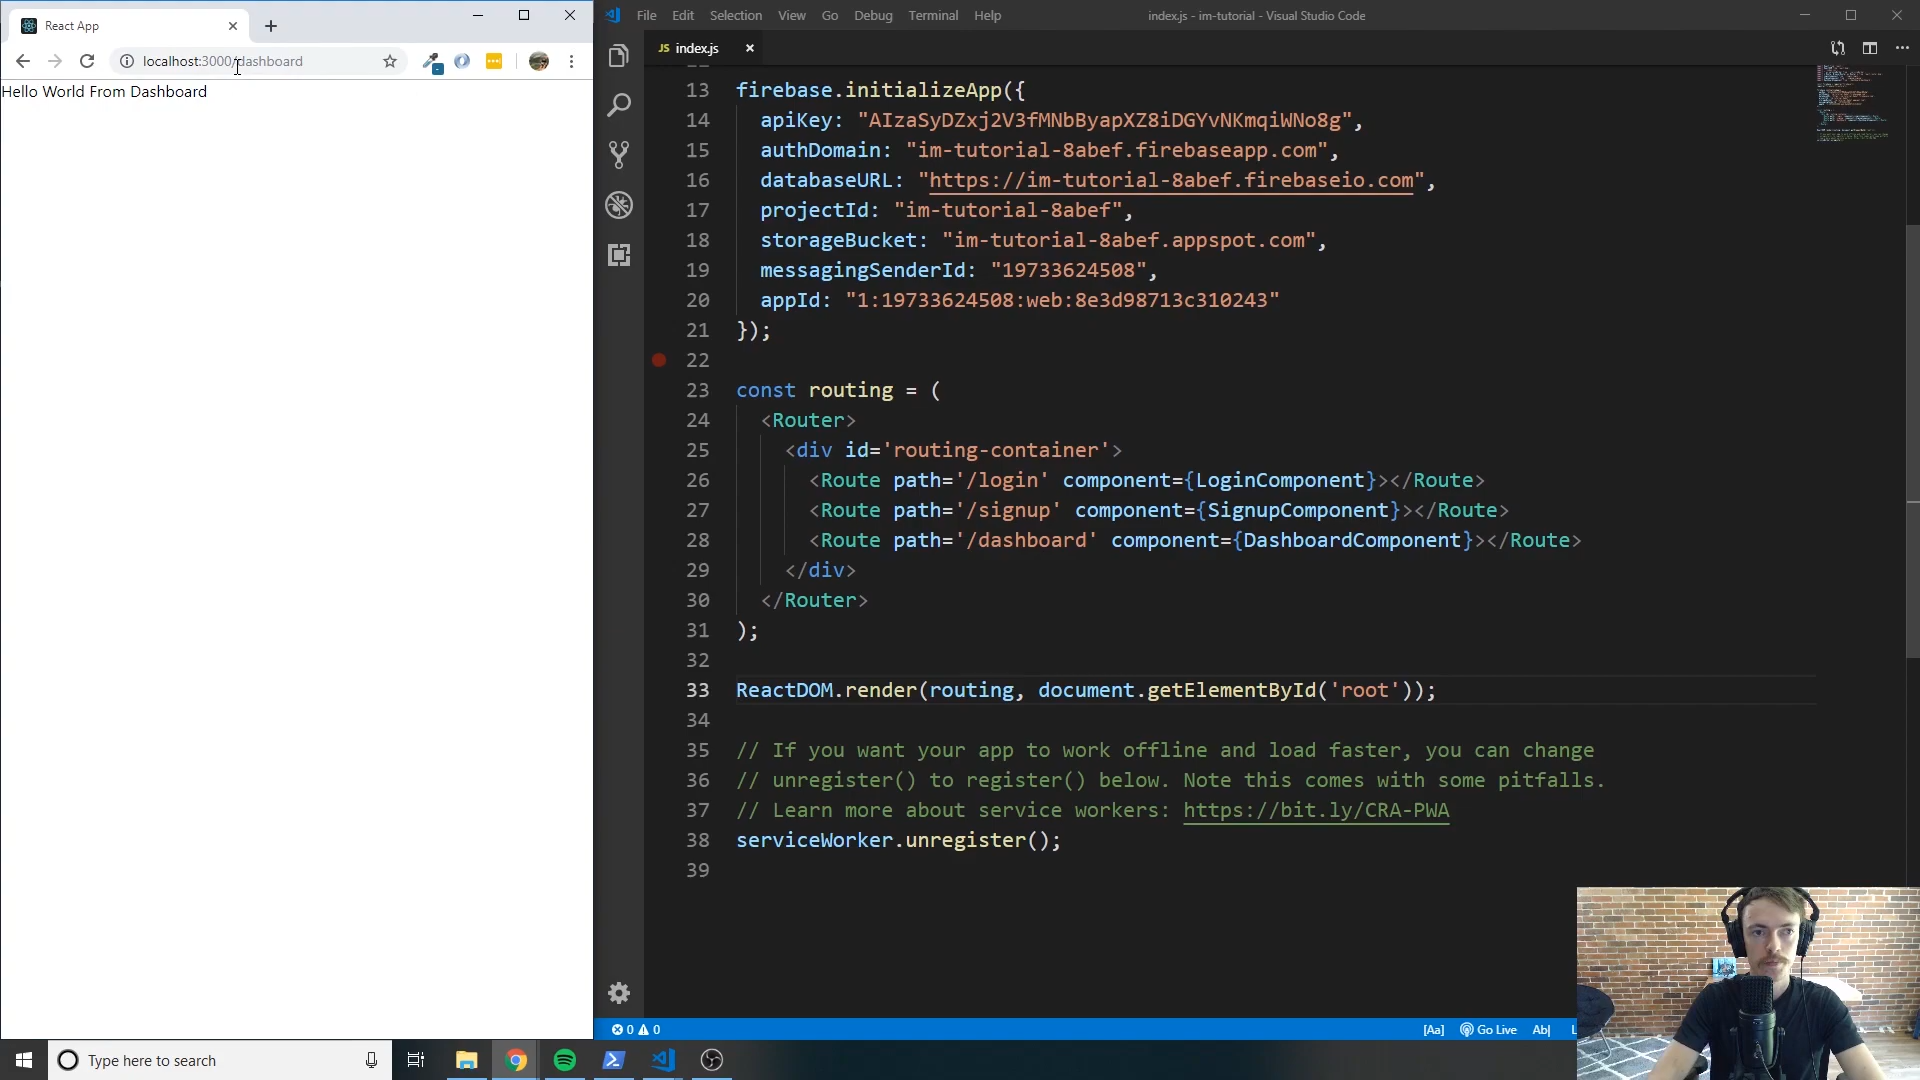 React App
localhost:3000/dashboard
Hello World From Dashboard
File Edit Selection View Go Debug Terminal Help
index.js - im-tutorial - Visual Studio Code
JS index.js
13 firebase.initializeApp({
14 apiKey: "AIzaSyDZxj2V3fMNbByapXZ8iDGYvNKmqiWNo8g",
15 authDomain: "im-tutorial-8abef.firebaseapp.com",
16 databaseURL: "https://im-tutorial-8abef.firebaseio.com",
17 projectId: "im-tutorial-8abef",
18 storageBucket: "im-tutorial-8abef.appspot.com",
19 messagingSenderId: "19733624508",
20 appId: "1:19733624508:web:8e3d98713c310243"
21 });
22
23 const routing = (
24 <Router>
25 <div id='routing-container'>
26 <Route path='/login' component={LoginComponent}></Route>
27 <Route path='/signup' component={SignupComponent}></Route>
28 <Route path='/dashboard' component={DashboardComponent}></Route>
29 </div>
30 </Router>
31 );
32
33 ReactDOM.render(routing, document.getElementById('root'));
34
35 // If you want your app to work offline and load faster, you can change
36 // unregister() to register() below. Note this comes with some pitfalls.
37 // Learn more about service workers: https://bit.ly/CRA-PWA
38 serviceWorker.unregister();
39
0 0
[Aa] Go Live Ab|
Type here to search